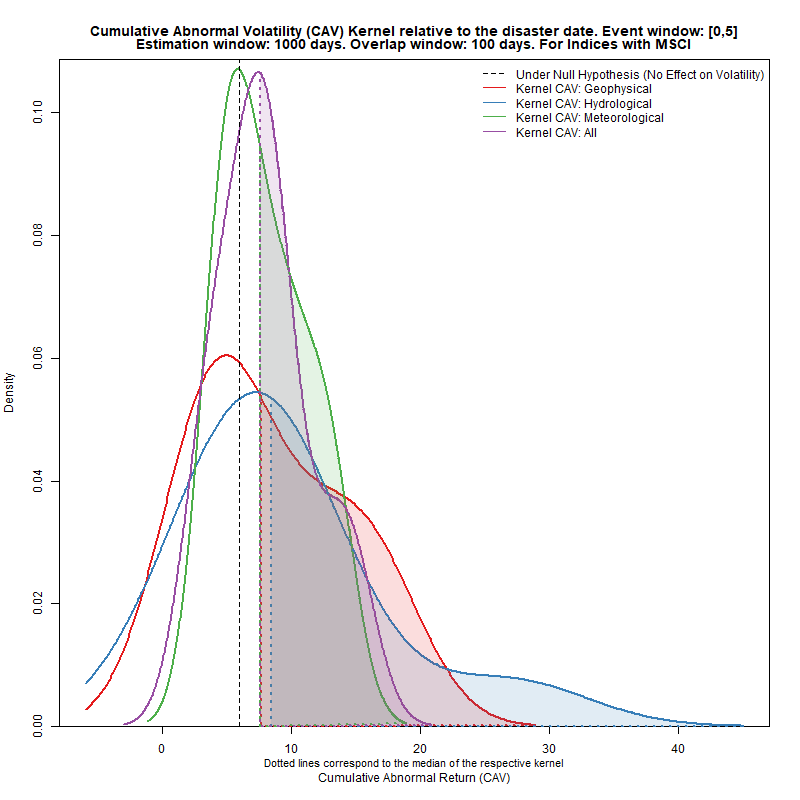 Cumulative Abnormal Volatility (CAV) Kernel relative to the disaster date. Event window: [0,5]
Estimation window: 1000 days. Overlap window: 100 days. For Indices with MSCI
Under Null Hypothesis (No Effect on Volatility)
Kernel CAV: Geophysical
Kernel CAV: Hydrological
Kernel CAV: Meteorological
Kernel CAV: All
Density
0.10
0.08
0.06
0.04
0.02
0.00
0 10 20 30 40
Dotted lines correspond to the median of the respective kernel
Cumulative Abnormal Return (CAV)